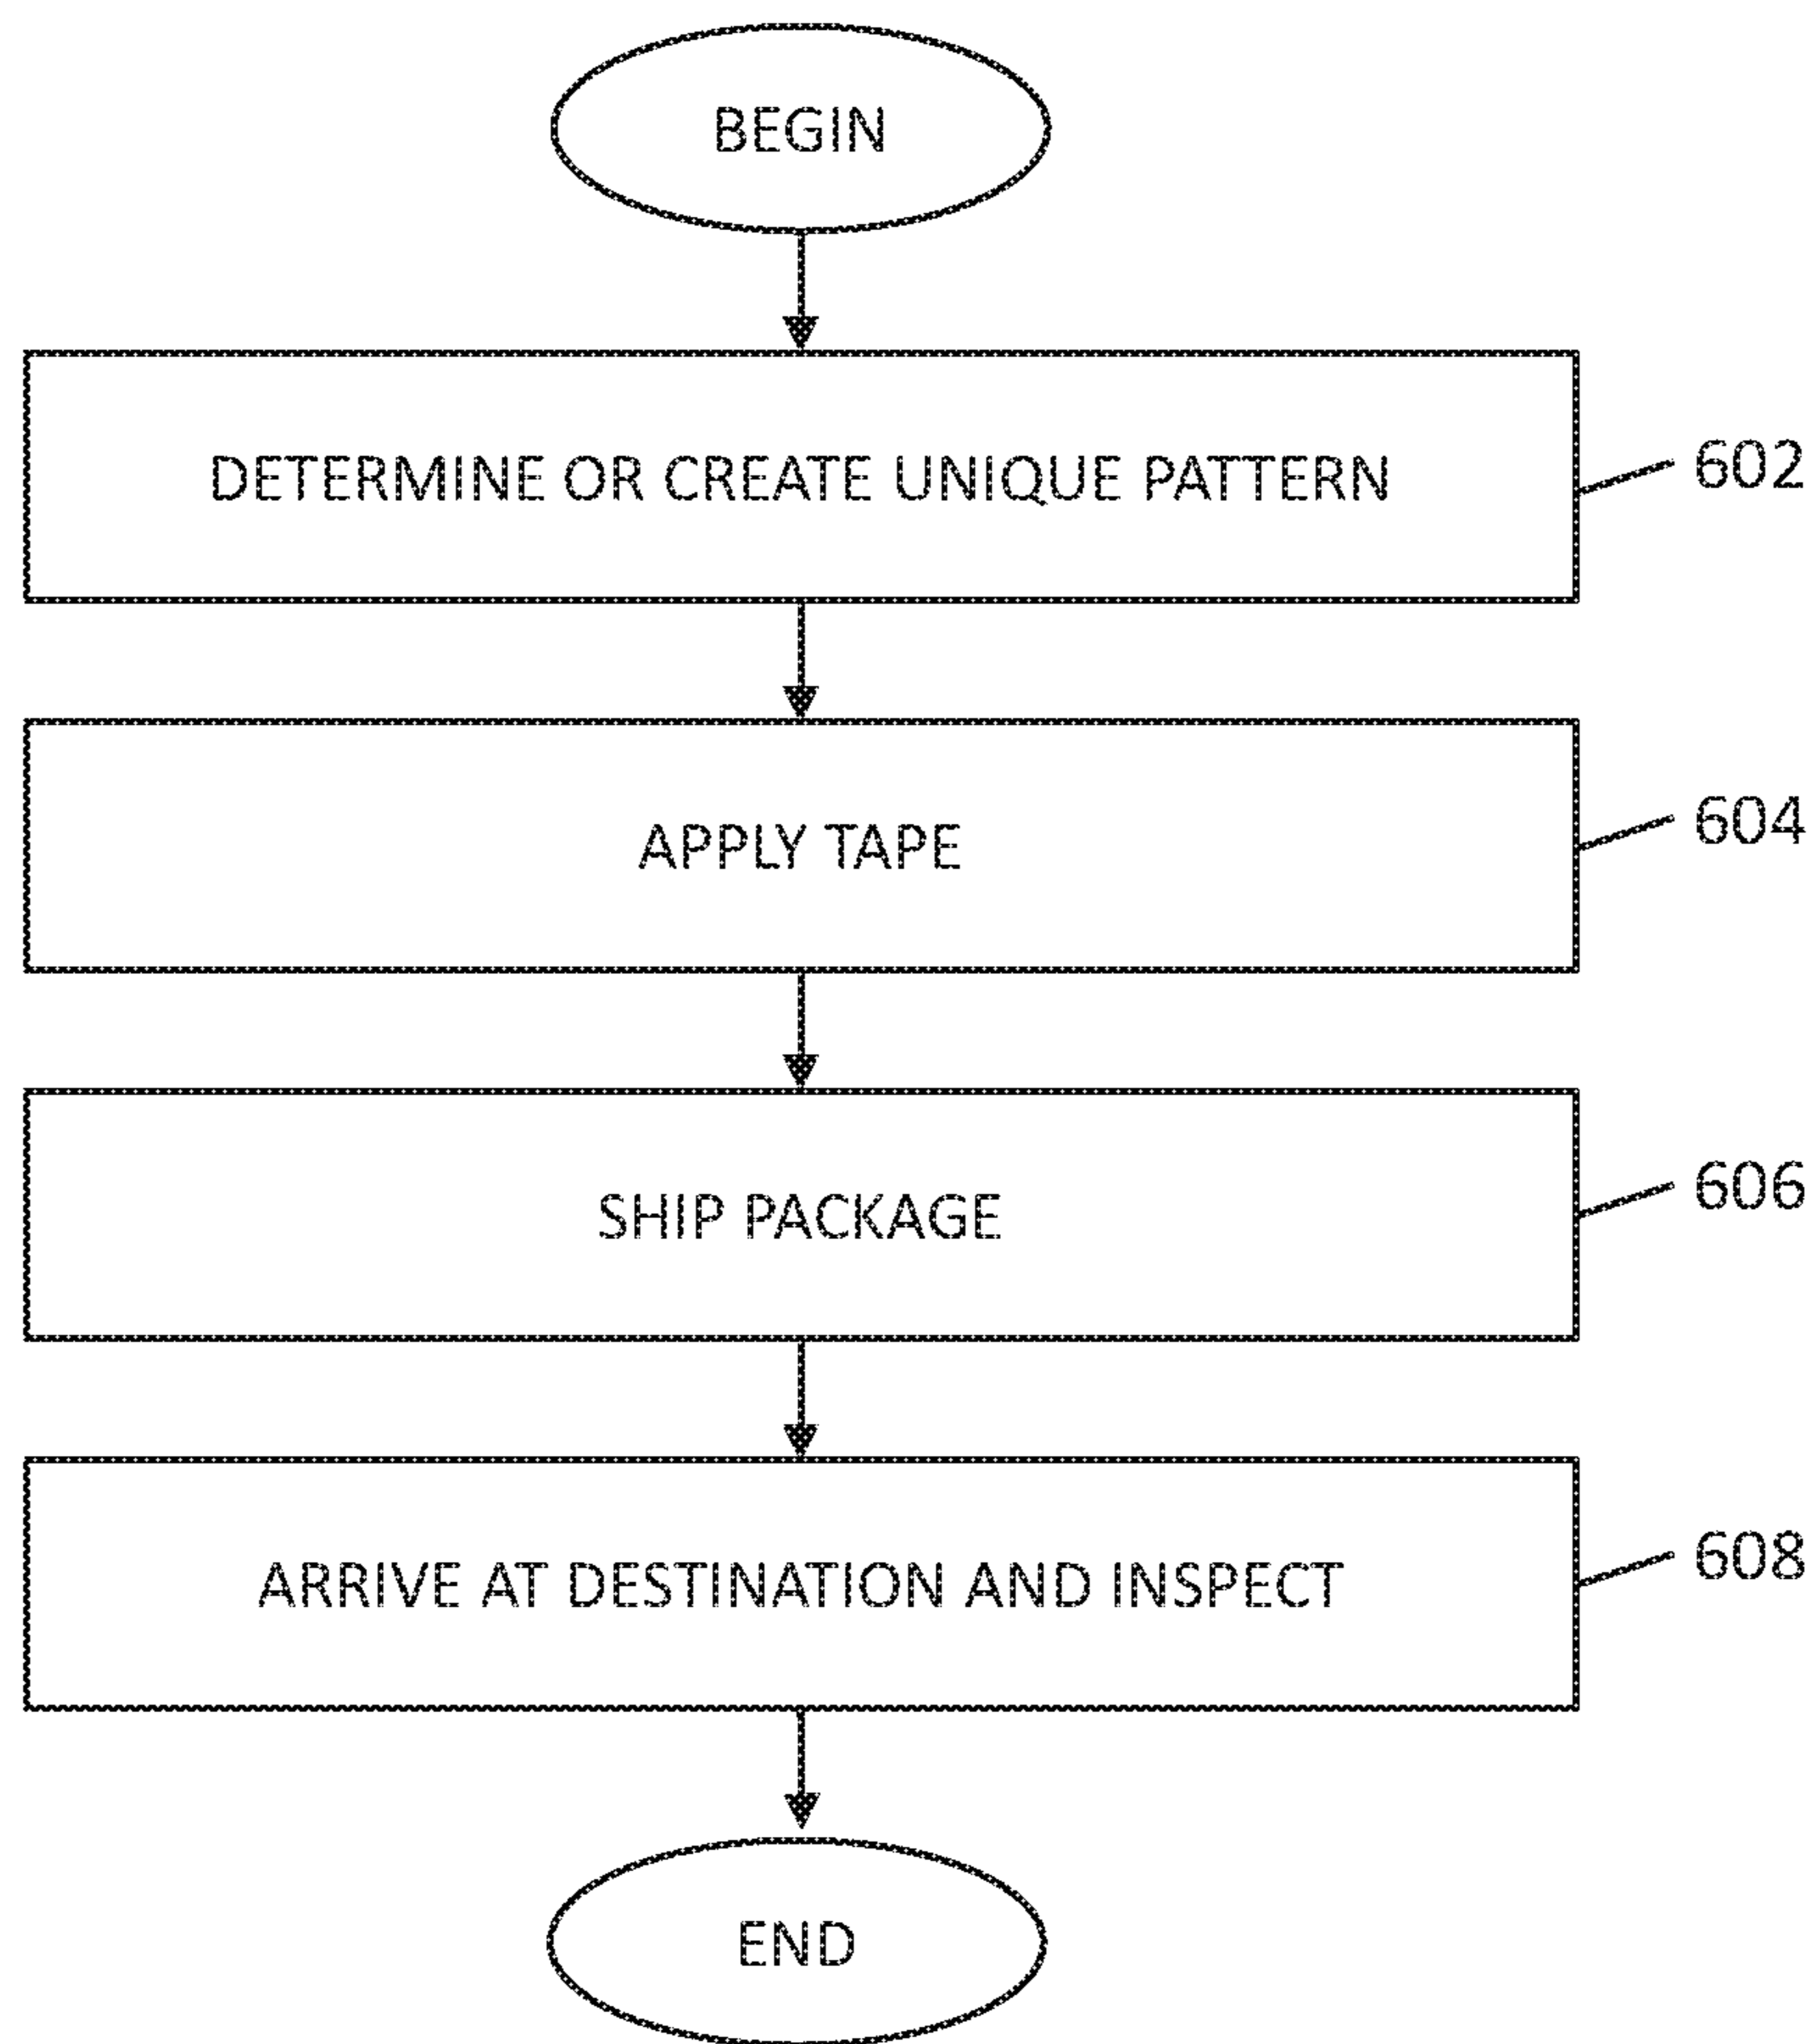 BEGIN
DETERMINE OR CREATE UNIQUE PATTERN
602
APPLY TAPE
604
SHIP PACKAGE
606
ARRIVE AT DESTINATION AND INSPECT
608
END